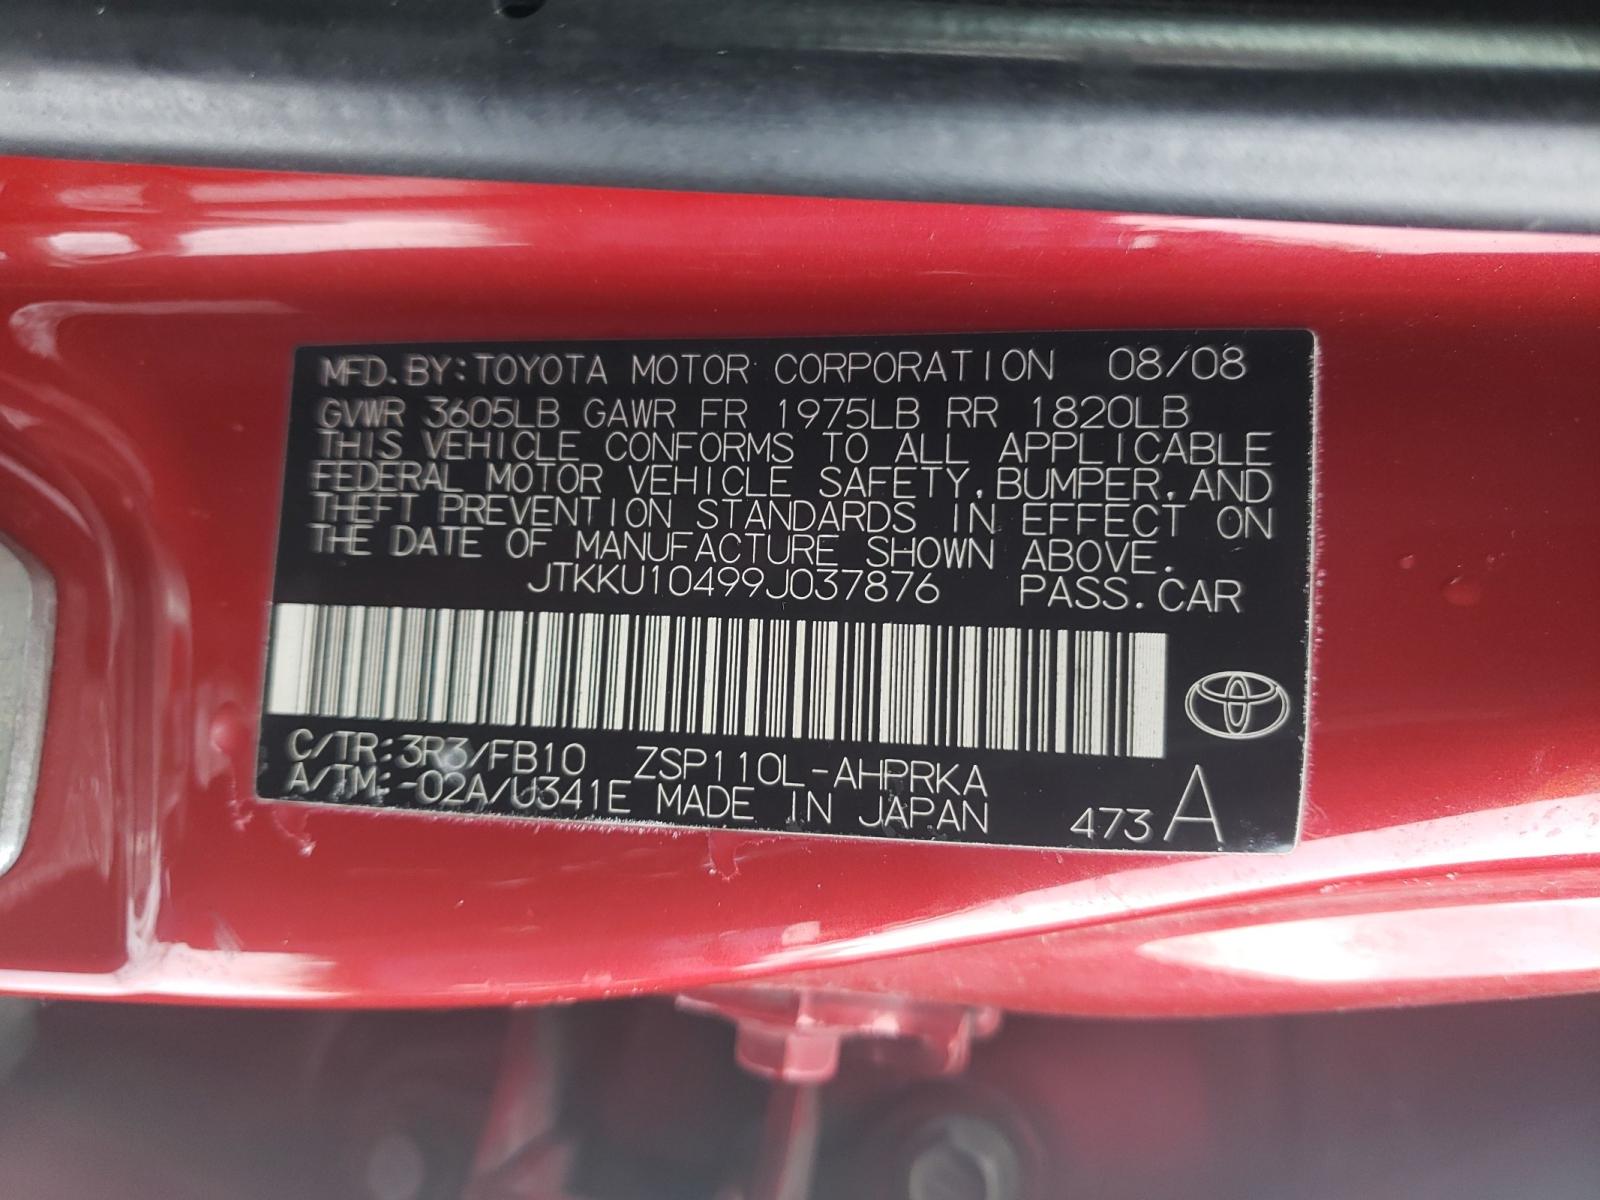 MFD. BY: TOYOTA MOTOR CORPORATION 08/08
GVWR 3605LB GAWR FR 1975LB RR 1820LB
THIS VEHICLE CONFORMS TO ALL APPLICABLE
FEDERAL MOTOR VEHICLE SAFETY, BUMPER, AND
THEFT PREVENTION STANDARDS IN EFFECT ON
THE DATE OF MANUFACTURE SHOWN ABOVE.
JTKKU10499J037876 PASS. CAR
C/TR: 3R3/FB10 ZSP110L-AHPRKA
A/TM: -02A/U341E MADE IN JAPAN 473 A